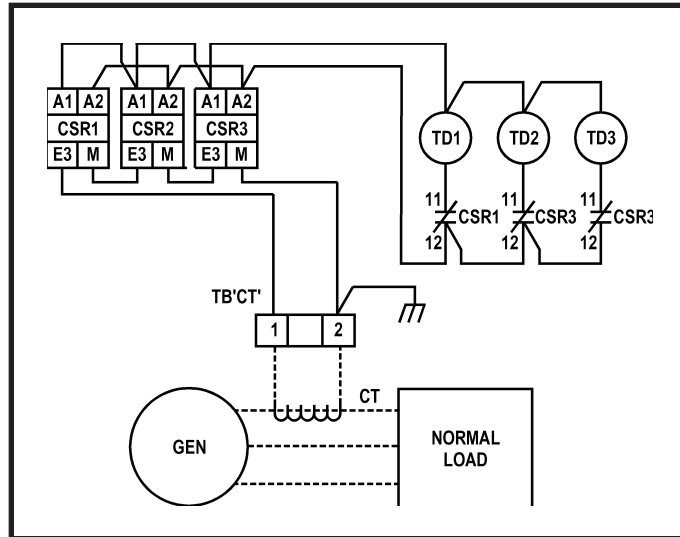 A1 A2 A1 A2 A1 A2
CSR1 CSR2 CSR3
E3 M E3 M E3 M
TD1 TD2 TD3
11 11 11
CSR1 CSR3 CSR3
12 12 12
TB'CT'
1 2
CT
GEN
NORMAL
LOAD